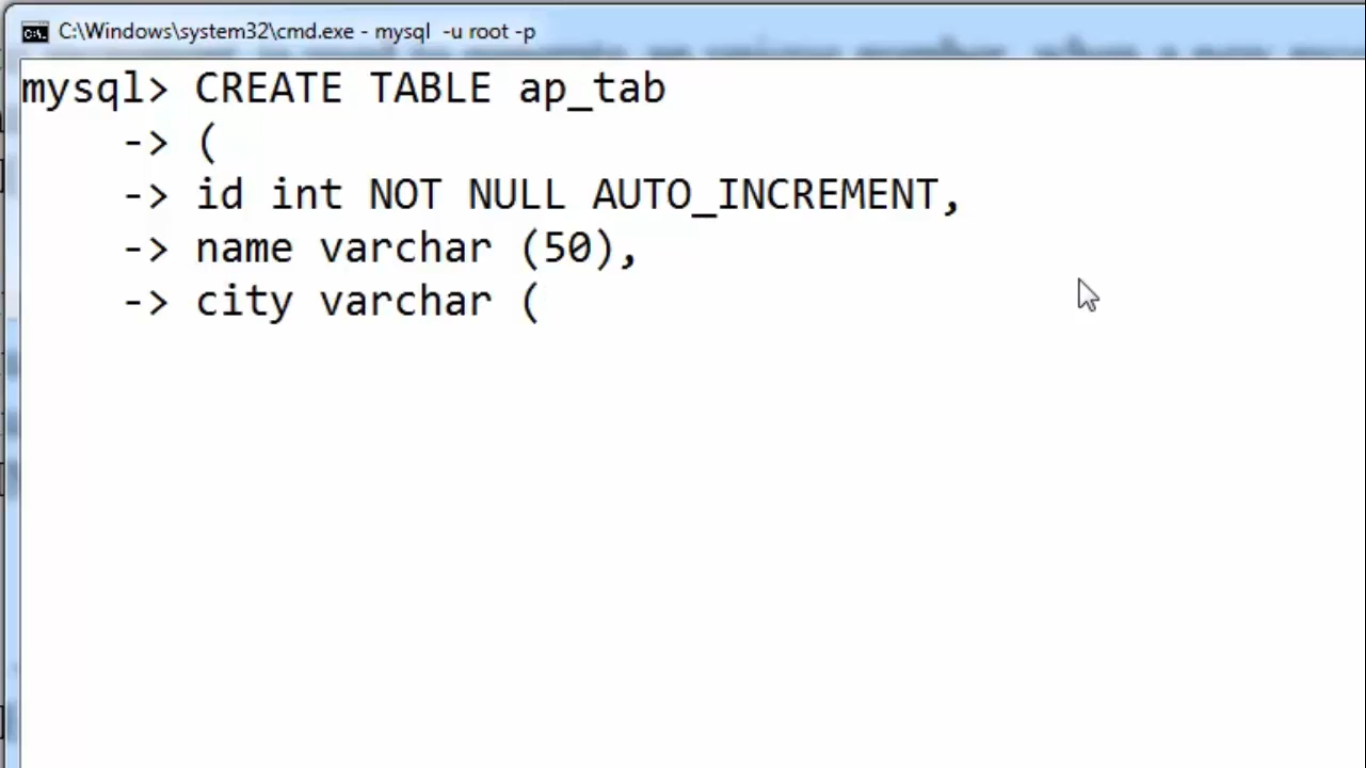 C:\Windows\system32\cmd.exe - mysql -u root -p
mysql> CREATE TABLE ap_tab
-> (
-> id int NOT NULL AUTO_INCREMENT,
-> name varchar (50),
-> city varchar (